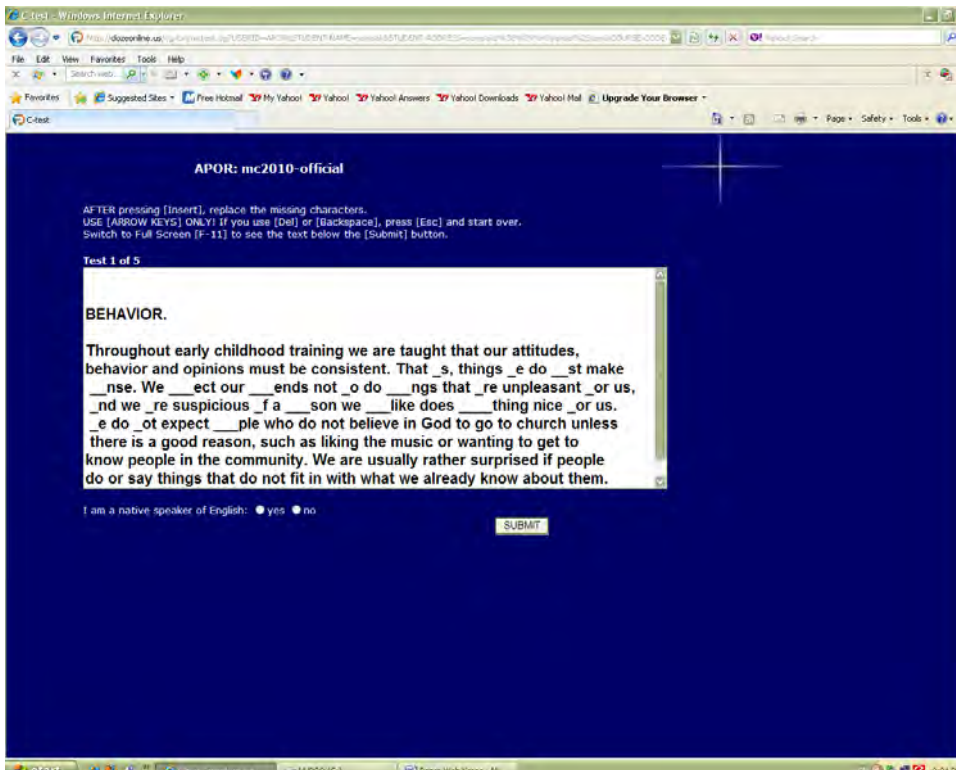 C-test - Windows Internet Explorer
File Edit View Favorites Tools Help
Favorites Suggested Sites Free Hotmail My Yahoo! Yahoo! Yahoo! Answers Yahoo! Downloads Yahoo! Mail Upgrade Your Browser
C-test Page Safety Tools
APOR: mc2010-official
AFTER pressing [Insert], replace the missing characters.
USE [ARROW KEYS] ONLY! If you use [Del] or [Backspace], press [Esc] and start over.
Switch to Full Screen [F-11] to see the text below the [Submit] button.
Test 1 of 5
BEHAVIOR.
Throughout early childhood training we are taught that our attitudes,
behavior and opinions must be consistent. That _s, things _e do __st make
__nse. We ___ect our ___ends not _o do ___ngs that _re unpleasant _or us,
_nd we _re suspicious _f a ___son we ___like does ____thing nice _or us.
_e do _ot expect ___ple who do not believe in God to go to church unless
there is a good reason, such as liking the music or wanting to get to
know people in the community. We are usually rather surprised if people
do or say things that do not fit in with what we already know about them.
I am a native speaker of English: yes no
SUBMIT